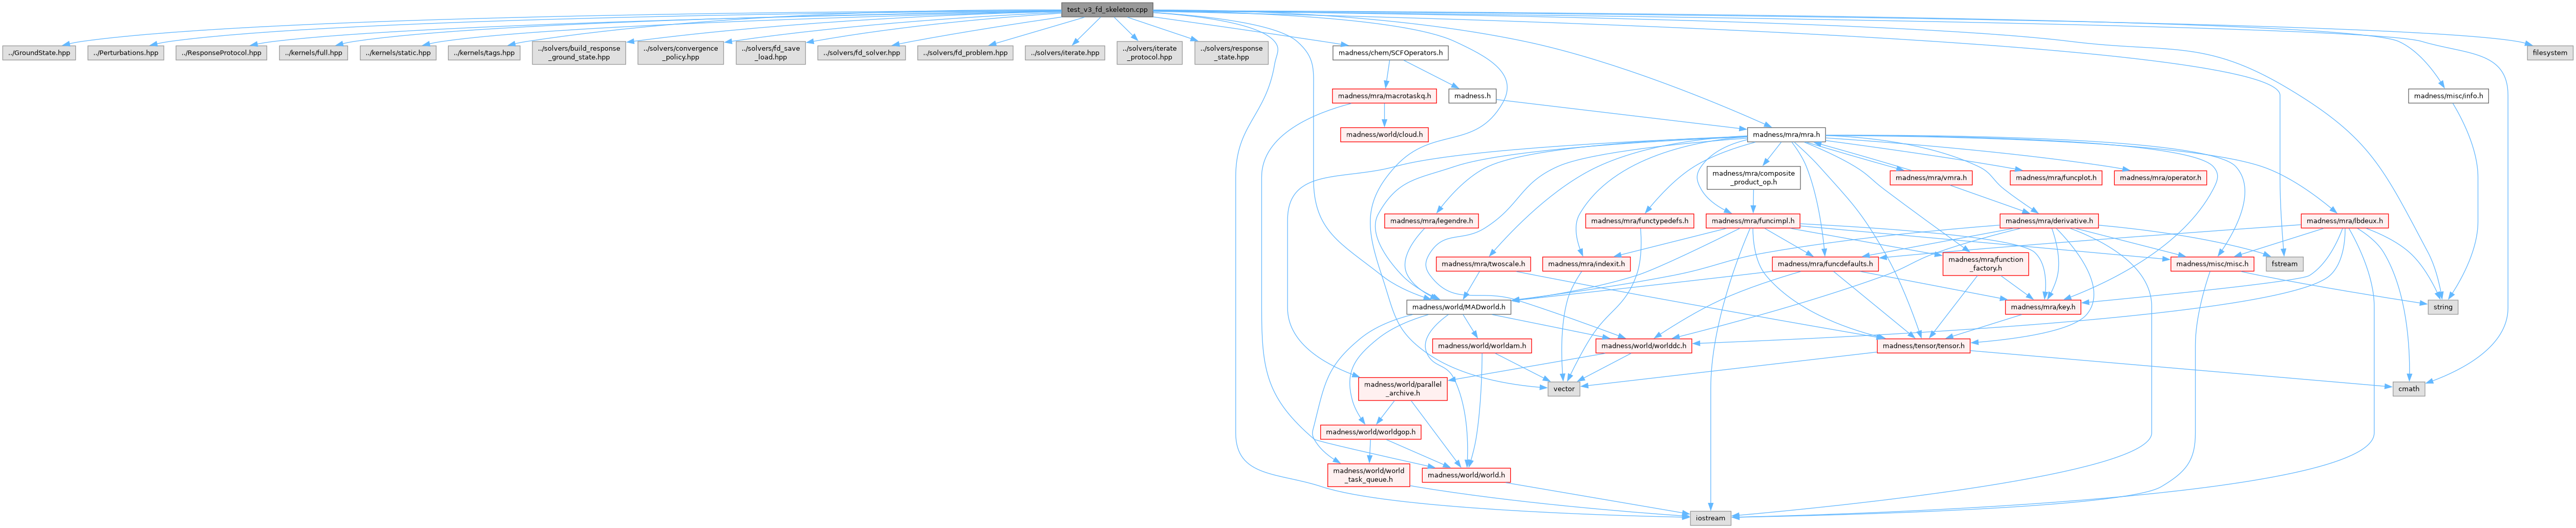 test_v3_fd_skeleton.cpp
../GroundState.hpp
../Perturbations.hpp
../ResponseProtocol.hpp
../kernels/full.hpp
../kernels/static.hpp
../kernels/tags.hpp
../solvers/build_response
_ground_state.hpp
../solvers/convergence
_policy.hpp
../solvers/fd_save
_load.hpp
../solvers/fd_solver.hpp
../solvers/fd_problem.hpp
../solvers/iterate.hpp
../solvers/iterate
_protocol.hpp
../solvers/response
_state.hpp
madness/chem/SCFOperators.h
filesystem
madness/mra/macrotaskq.h
madness.h
madness/misc/info.h
madness/world/cloud.h
madness/mra/mra.h
madness/mra/composite
_product_op.h
madness/mra/vmra.h
madness/mra/funcplot.h
madness/mra/operator.h
madness/mra/legendre.h
madness/mra/functypedefs.h
madness/mra/funcimpl.h
madness/mra/derivative.h
madness/mra/lbdeux.h
madness/mra/twoscale.h
madness/mra/indexit.h
madness/mra/funcdefaults.h
madness/mra/function
_factory.h
madness/misc/misc.h
fstream
madness/world/MADworld.h
madness/mra/key.h
string
madness/world/worldam.h
madness/world/worlddc.h
madness/tensor/tensor.h
madness/world/parallel
_archive.h
vector
cmath
madness/world/worldgop.h
madness/world/world
_task_queue.h
madness/world/world.h
iostream